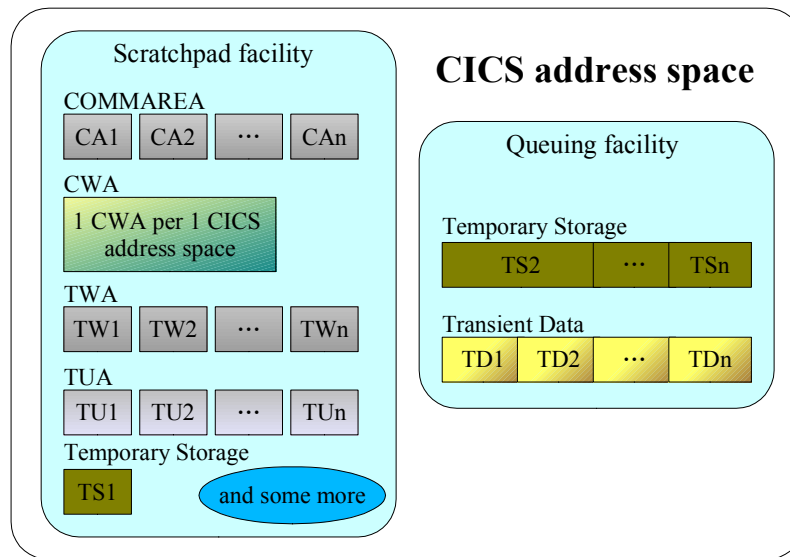 Scratchpad facility
COMMAREA
CA1 CA2 ... CAn
CWA
1 CWA per 1 CICS
address space
TWA
TW1 TW2 ... TWn
TUA
TU1 TU2 ... TUn
Temporary Storage
TS1
and some more
CICS address space
Queuing facility
Temporary Storage
TS2 ... TSn
Transient Data
TD1 TD2 ... TDn